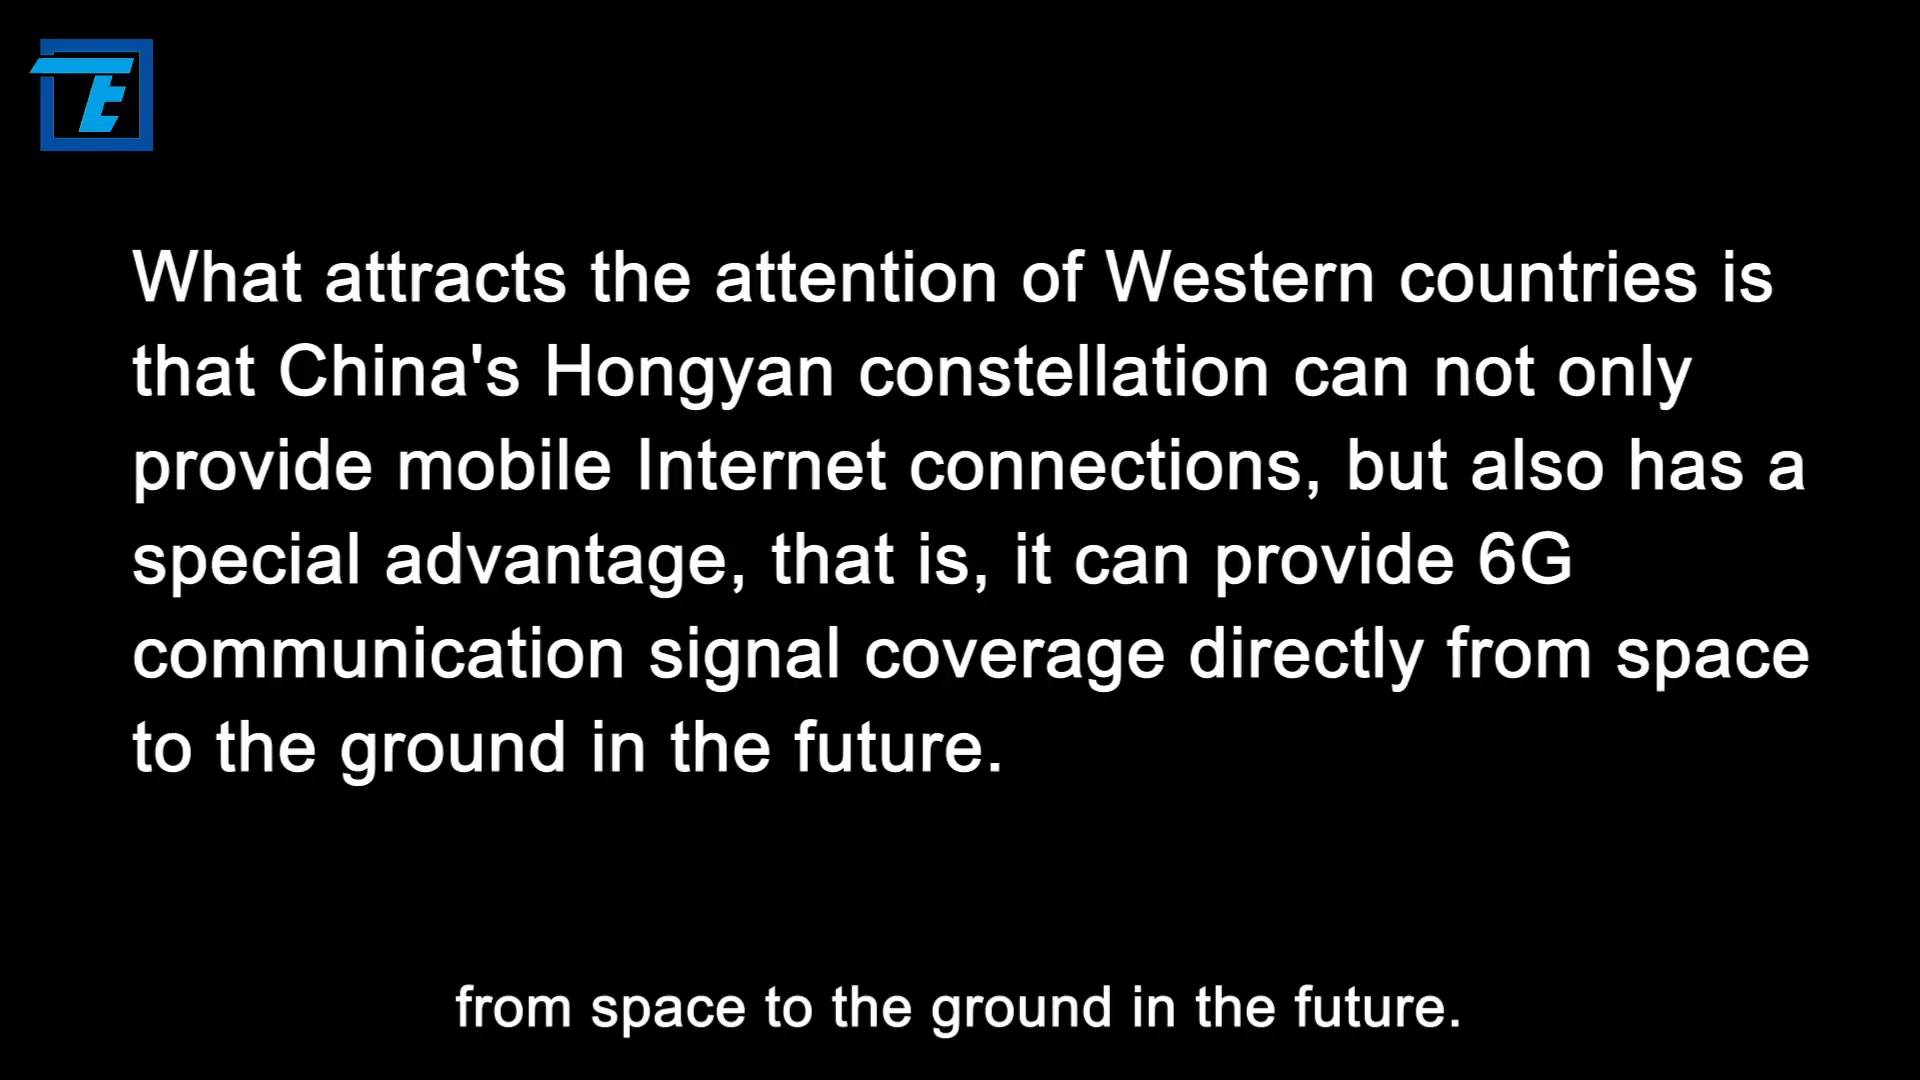 TE
What attracts the attention of Western countries is
that China's Hongyan constellation can not only
provide mobile Internet connections, but also has a
special advantage, that is, it can provide 6G
communication signal coverage directly from space
to the ground in the future.
from space to the ground in the future.